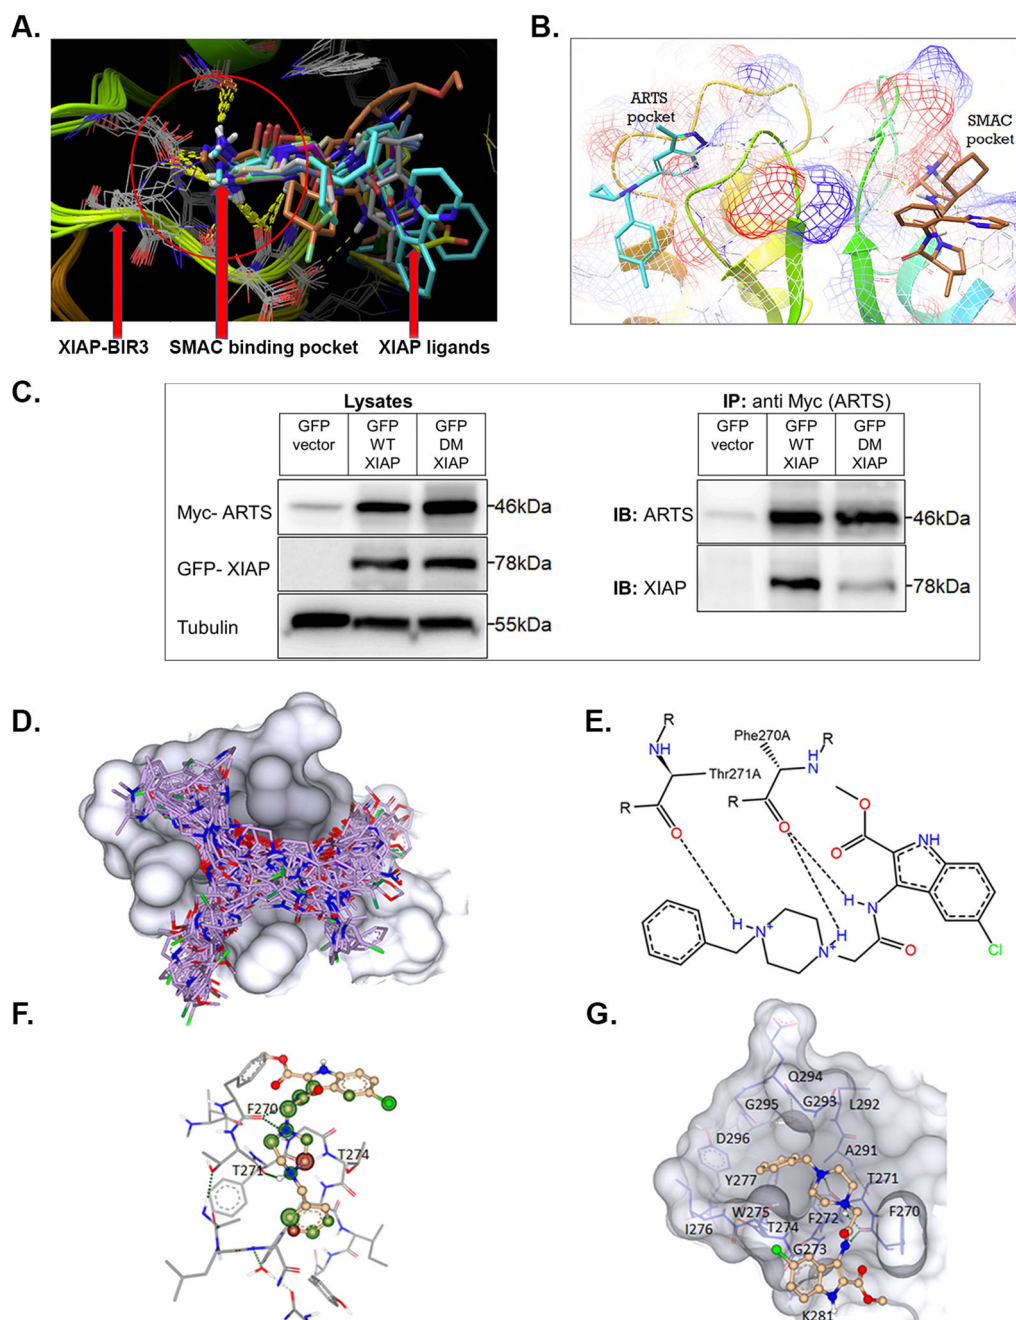 A.
XIAP-BIR3
SMAC binding pocket
XIAP ligands
B.
ARTS
pocket
SMAC
pocket
C.
Lysates
GFP
vector
GFP
WT
XIAP
GFP
DM
XIAP
Myc- ARTS
-46kDa
GFP- XIAP
-78kDa
Tubulin
-55kDa
IP: anti Myc (ARTS)
GFP
vector
GFP
WT
XIAP
GFP
DM
XIAP
IB: ARTS
-46kDa
IB: XIAP
-78kDa
D.
E.
R
NH
Thr271A
R
O
Phe270A
R
H
N
R
O
O
O
NH
H
N
O
Cl
H
N+
H
N+
F.
F270
T271
T274
G.
Q294
G295
G293
L292
D296
A291
Y277
T271
W275
F272
F270
I276
T274
G273
K281